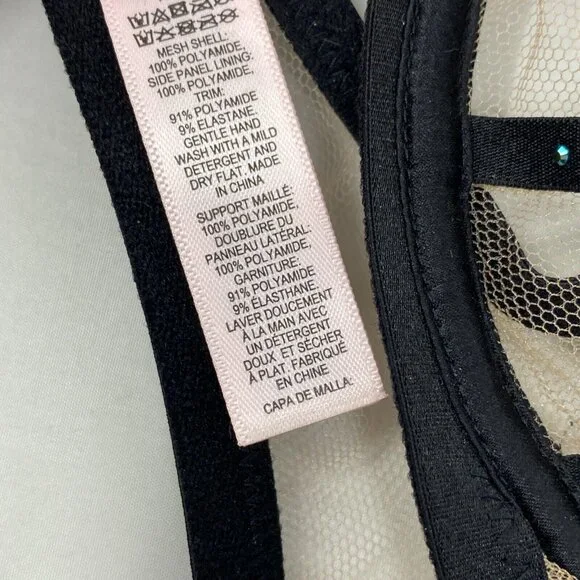 MESH SHELL:
100% POLYAMIDE,
SIDE PANEL LINING:
100% POLYAMIDE,
TRIM:
91% POLYAMIDE
9% ELASTANE.
GENTLE HAND
WASH WITH A MILD
DETERGENT AND
DRY FLAT. MADE
IN CHINA
SUPPORT MAILLÉ:
100% POLYAMIDE,
DOUBLURE DU
PANNEAU LATÉRAL:
100% POLYAMIDE,
GARNITURE:
91% POLYAMIDE
9% ÉLASTHANE.
LAVER DOUCEMENT
À LA MAIN AVEC
UN DÉTERGENT
DOUX ET SÉCHER
À PLAT. FABRIQUÉ
EN CHINE
CAPA DE MALLA: